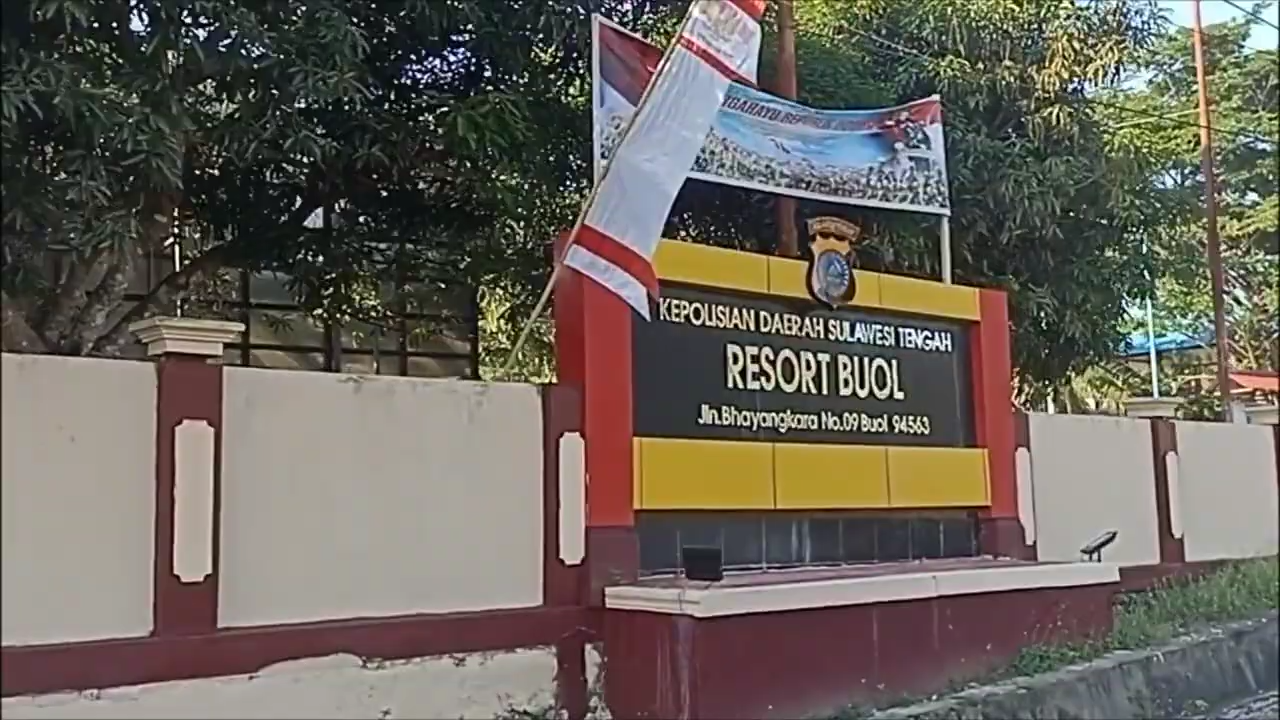 KEPOLISIAN DAERAH SULAWESI TENGAH
RESORT BUOL
Jln.Bhayangkara No.09 Buol 94563